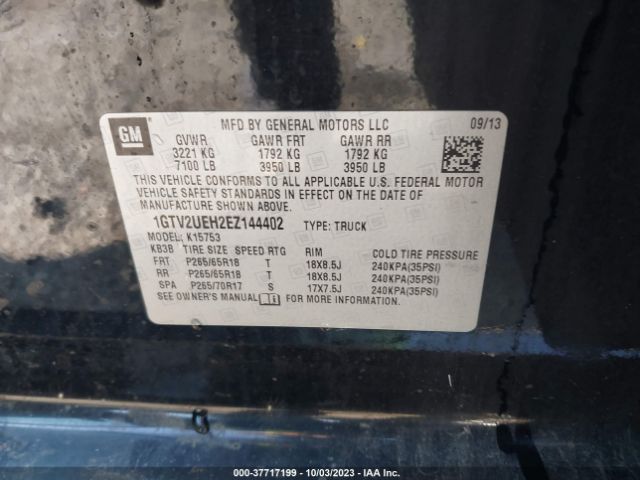 GM
MFD BY GENERAL MOTORS LLC 09/13
GVWR GAWR FRT GAWR RR
3221 KG 1792 KG 1792 KG
7100 LB 3950 LB 3950 LB
THIS VEHICLE CONFORMS TO ALL APPLICABLE U.S. FEDERAL MOTOR
VEHICLE SAFETY STANDARDS IN EFFECT ON THE DATE OF
MANUFACTURE SHOWN ABOVE.
1GTV2UEH2EZ144402 TYPE: TRUCK
MODEL: K15753
KB3B TIRE SIZE SPEED RTG RIM COLD TIRE PRESSURE
FRT P265/65R18 T 18X8.5J 240KPA(35PSI)
RR P265/65R18 T 18X8.5J 240KPA(35PSI)
SPA P265/70R17 S 17X7.5J 240KPA(35PSI)
SEE OWNER'S MANUAL FOR MORE INFORMATION.
000-37717199 - 10/03/2023 - IAA Inc.